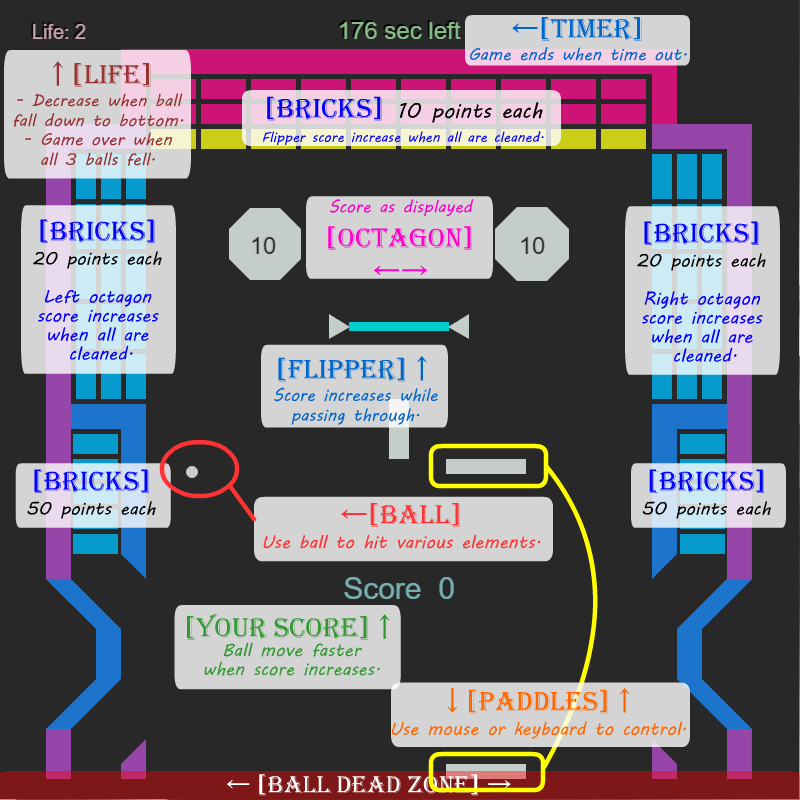 Life: 2
176 sec left
←[TIMER]
Game ends when time out.
↑ [LIFE]
- Decrease when ball
fall down to bottom.
- Game over when
all 3 balls fell.
[BRICKS] 10 points each
Flipper score increase when all are cleaned.
[BRICKS]
20 points each
Left octagon
score increases
when all are
cleaned.
10
Score as displayed
[OCTAGON]
←→
10
[BRICKS]
20 points each
Right octagon
score increases
when all are
cleaned.
[FLIPPER] ↑
Score increases while
passing through.
[BRICKS]
50 points each
[BRICKS]
50 points each
←[BALL]
Use ball to hit various elements.
Score 0
[YOUR SCORE] ↑
Ball move faster
when score increases.
↓ [PADDLES] ↑
Use mouse or keyboard to control.
← [BALL DEAD ZONE] →